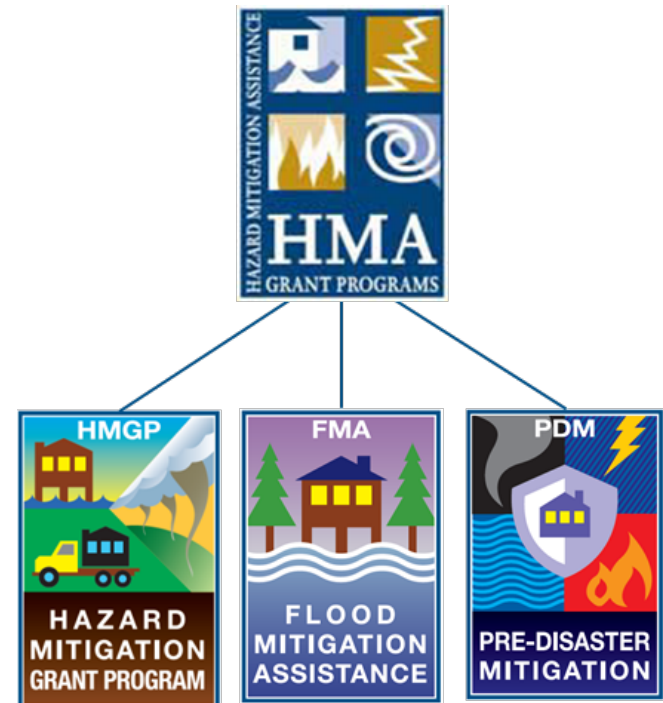 HAZARD MITIGATION ASSISTANCE
HMA
GRANT PROGRAMS
HMGP
HAZARD
MITIGATION
GRANT PROGRAM
FMA
FLOOD
MITIGATION
ASSISTANCE
PDM
PRE-DISASTER
MITIGATION